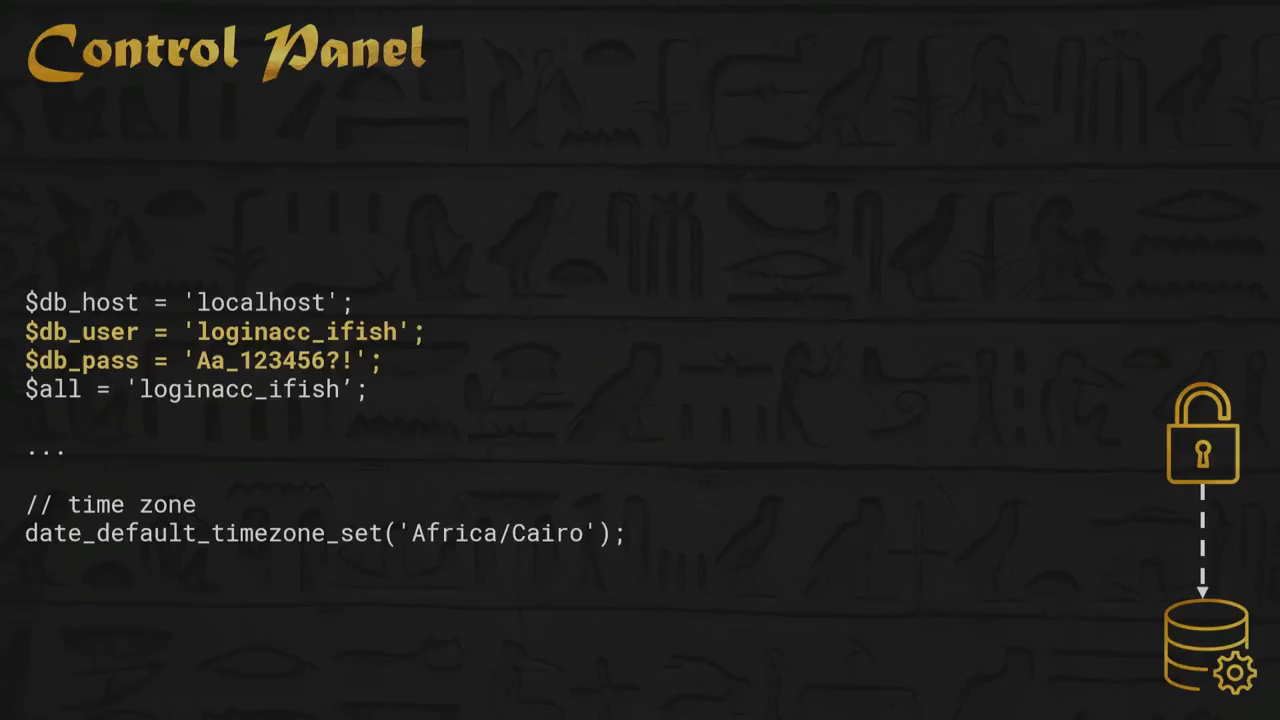 Control Panel
$db_host = 'localhost';
$db_user = 'loginacc_ifish';
$db_pass = 'Aa_123456?!';
$all = 'loginacc_ifish’;
...
// time zone
date_default_timezone_set('Africa/Cairo');